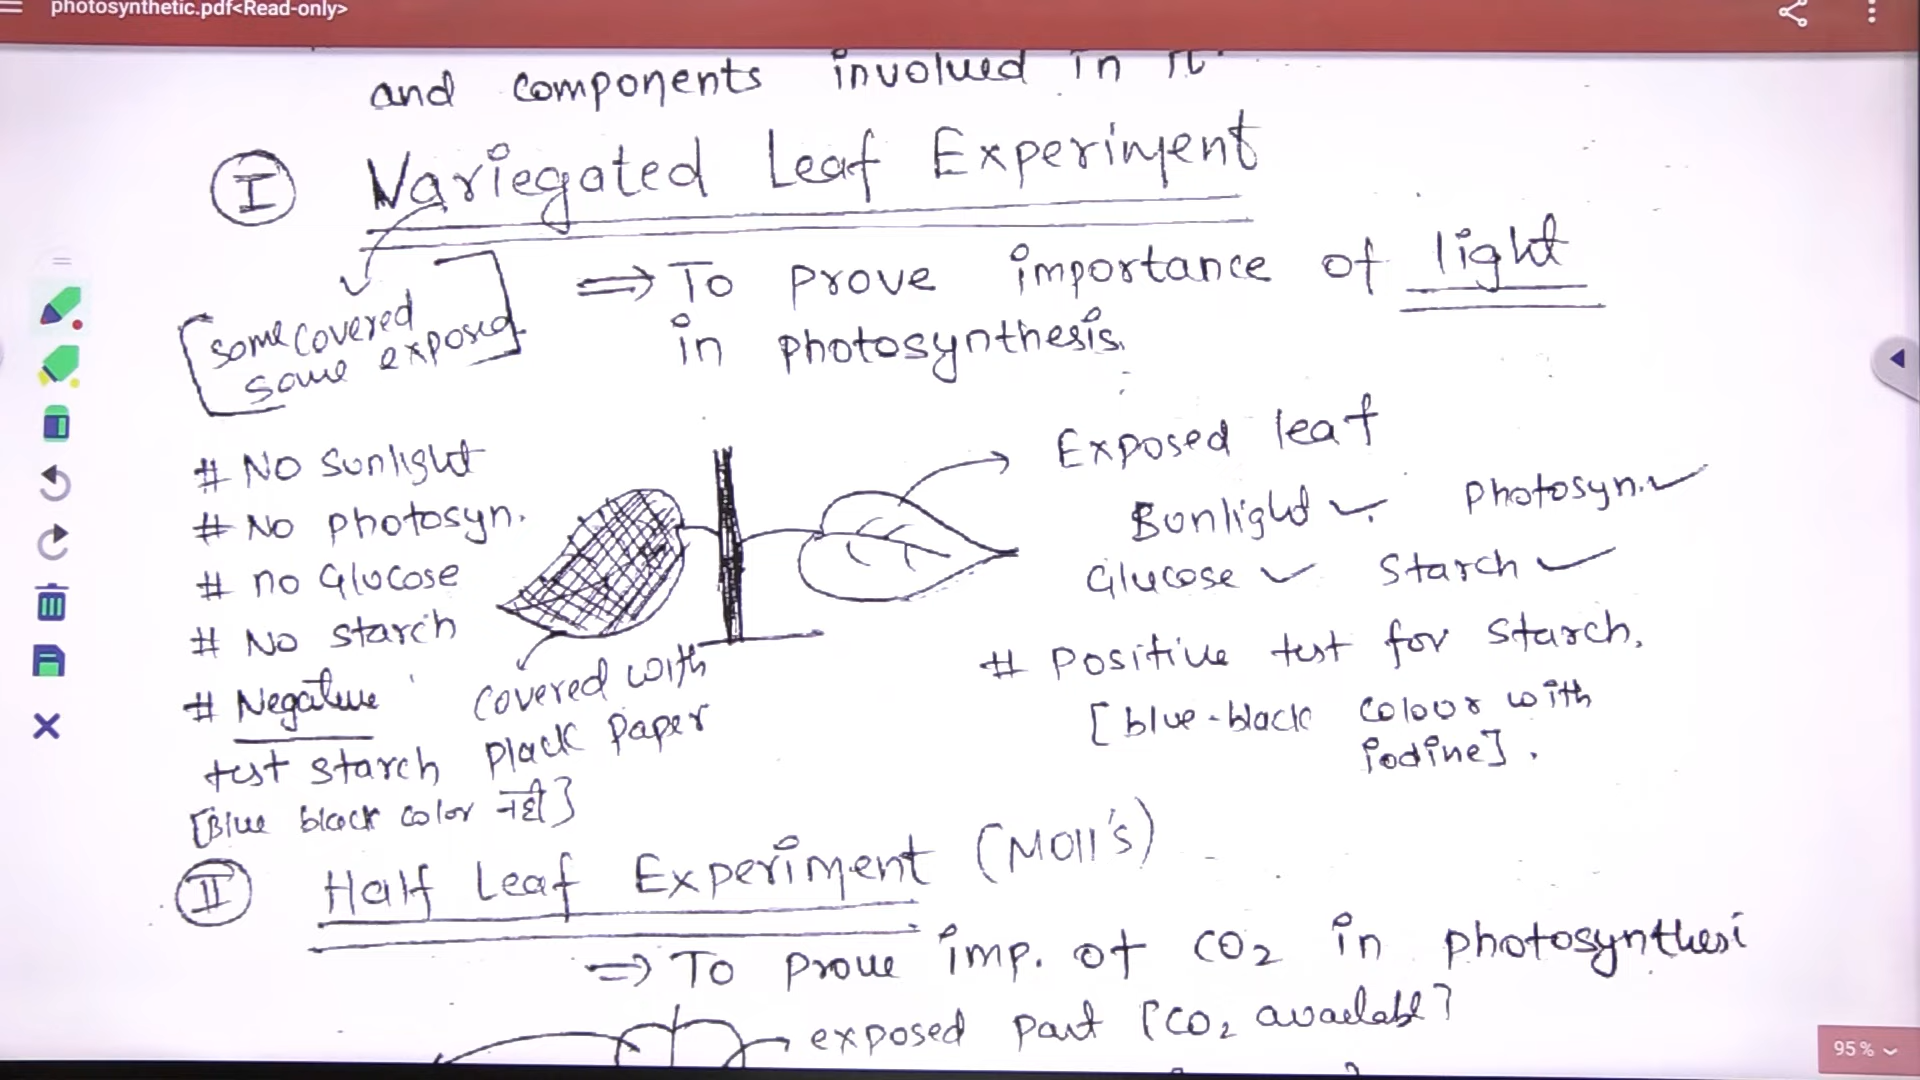 photosynthetic.pdf<Read-only>
and components involved in it.
I Variegated Leaf Experiment
[some covered
some exposed]
⇒ To prove importance of light
in photosynthesis.
# No sunlight
# No photosyn.
# no Glucose
# No starch
# Negative
test starch
[Blue black color नही]
covered with
plack paper
Exposed leaf
Sunlight ✓ Photosyn. ✓
Glucose ✓ Starch ✓
# positive test for starch.
[blue-black colour with
iodine].
II Half Leaf Experiment (Moll's)
⇒ To prove imp. of CO₂ in photosynthesi
exposed part [CO₂ available]
95%